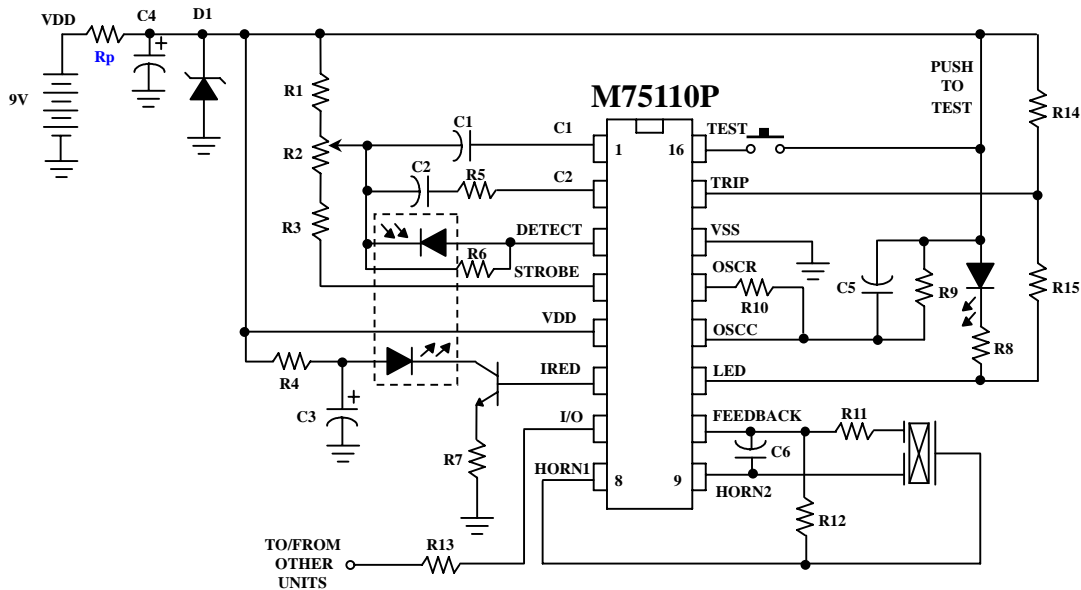 VDD
C4
D1
Rp
+
9V
R1
R2
R3
C1
C2
R5
R6
C1
C2
DETECT
STROBE
VDD
IRED
I/O
HORN1
M75110P
1
16
8
9
TEST
TRIP
VSS
OSCR
R10
OSCC
LED
FEEDBACK
HORN2
PUSH
TO
TEST
R14
R15
C5
R9
R8
R11
C6
R12
R4
C3
+
R7
R13
TO/FROM
OTHER
UNITS